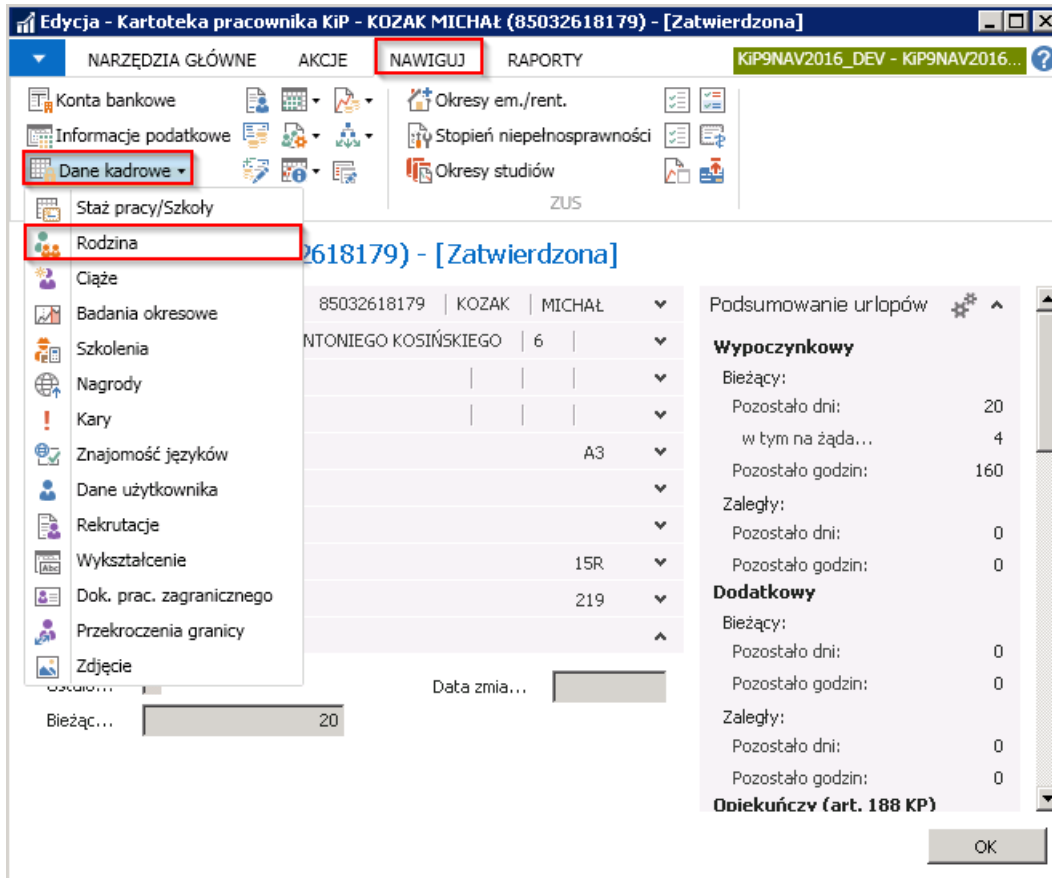 Edycja - Kartoteka pracownika KiP - KOZAK MICHAŁ (85032618179) - [Zatwierdzona]
NARZĘDZIA GŁÓWNE AKCJE NAWIGUJ RAPORTY KiP9NAV2016_DEV - KiP9NAV2016... ?
Konta bankowe Okresy em./rent.
Informacje podatkowe Stopień niepełnosprawności
Dane kadrowe Okresy studiów
ZUS
Staż pracy/Szkoły
Rodzina
Ciąże
Badania okresowe
Szkolenia
Nagrody
Kary
Znajomość języków
Dane użytkownika
Rekrutacje
Wykształcenie
Dok. prac. zagranicznego
Przekroczenia granicy
Zdjęcie
2618179) - [Zatwierdzona]
85032618179 KOZAK MICHAŁ
NTONIEGO KOSIŃSKIEGO 6
A3
15R
219
Data zmia...
Bieżąc... 20
Podsumowanie urlopów
Wypoczynkowy
Bieżący:
Pozostało dni: 20
w tym na żąda... 4
Pozostało godzin: 160
Zaległy:
Pozostało dni: 0
Pozostało godzin: 0
Dodatkowy
Bieżący:
Pozostało dni: 0
Pozostało godzin: 0
Zaległy:
Pozostało dni: 0
Pozostało godzin: 0
Opiekuńczy (art. 188 KP)
OK